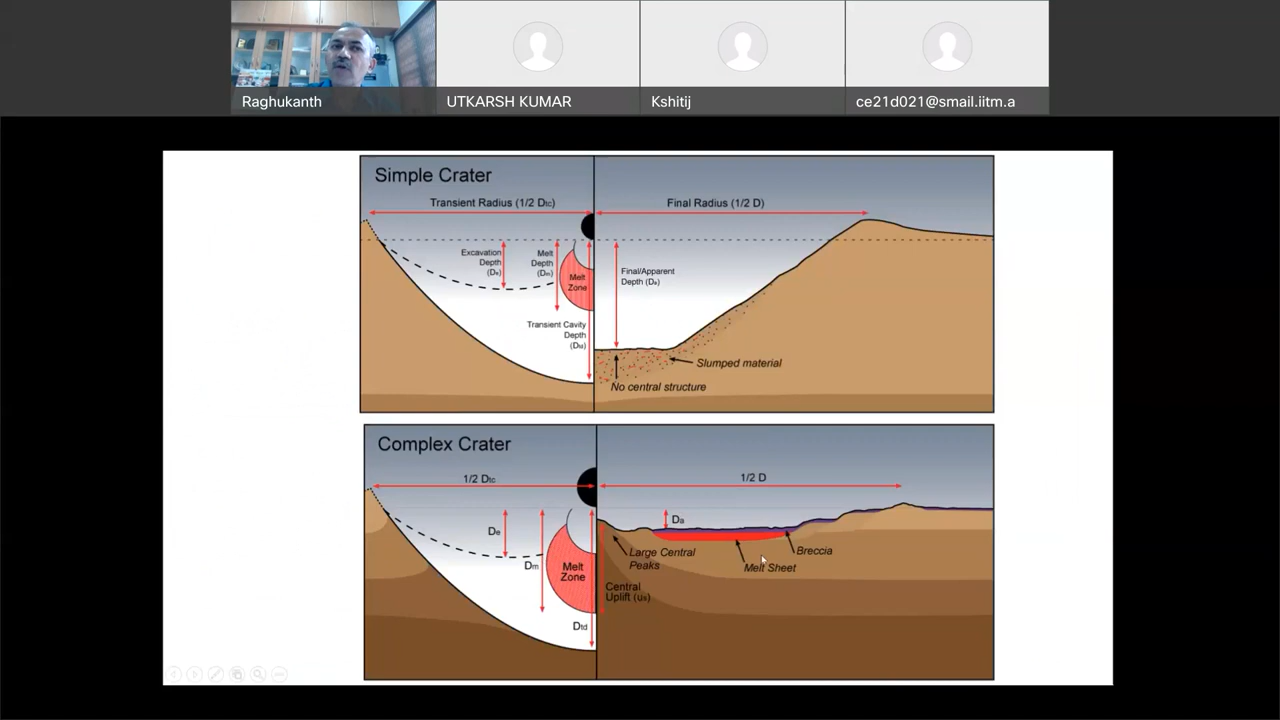 Raghukanth
UTKARSH KUMAR
Kshitij
ce21d021@smail.iitm.a
Simple Crater
Transient Radius (1/2 Dtc)
Final Radius (1/2 D)
Excavation
Depth
(De)
Melt
Depth
(Dm)
Melt
Zone
Final/Apparent
Depth (Da)
Transient Cavity
Depth
(Dtd)
Slumped material
No central structure
Complex Crater
1/2 Dtc
1/2 D
De
Dm
Melt
Zone
Dtd
Da
Large Central
Peaks
Breccia
Melt Sheet
Central
Uplift (us)